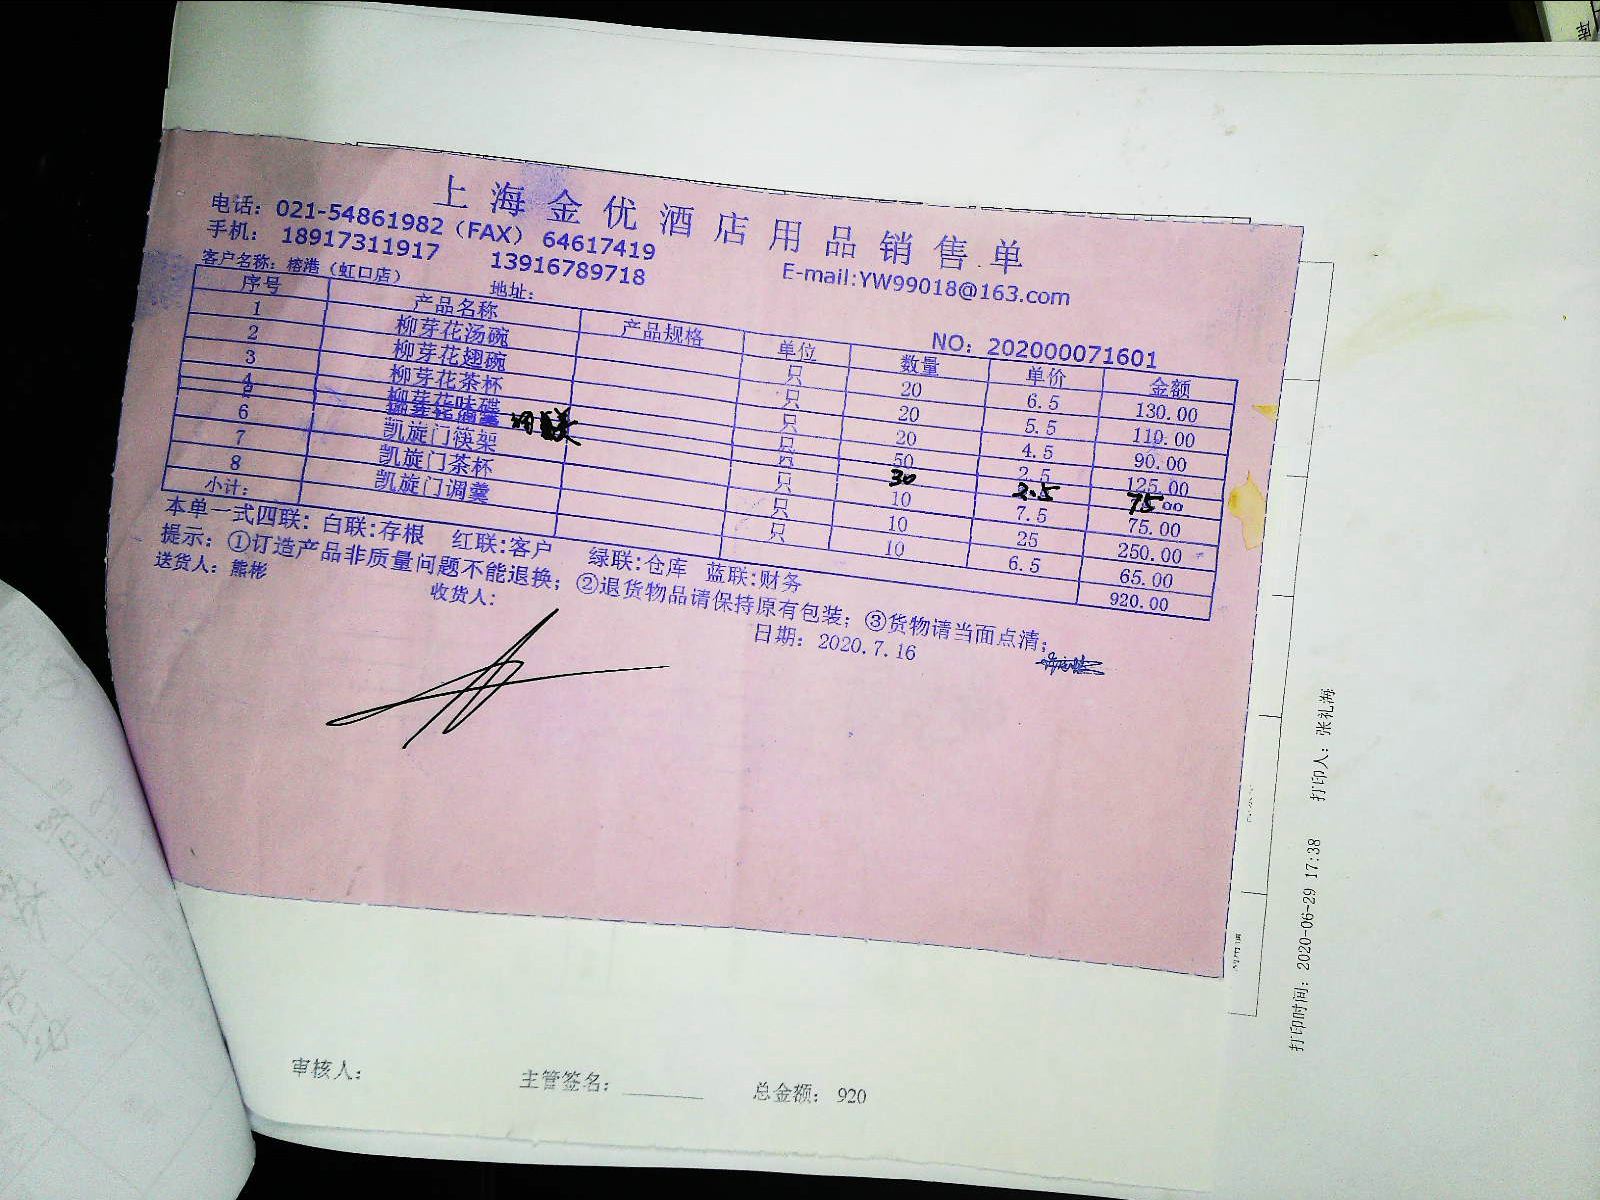 上海金优酒店用品销售单
电话：021-54861982（FAX） 64617419
手机： 18917311917 13916789718 E-mail:YW99018@163.com
客户名称：榕港（虹口店） 地址： NO：202000071601
序号 产品名称 产品规格 单位 数量 单价 金额
1 柳芽花汤碗 只 20 6.5 130.00
2 柳芽花翅碗 只 20 5.5 110.00
3 柳芽花茶杯 只 20 4.5 90.00
4 柳芽花味碟 只 50 2.5 125.00
30 2.5 75.00
6 凯旋门筷架 只 10 7.5 75.00
7 凯旋门茶杯 只 10 25 250.00
8 凯旋门调羹 只 10 6.5 65.00
小计： 920.00
本单一式四联：白联:存根 红联:客户 绿联:仓库 蓝联:财务
提示：①订造产品非质量问题不能退换；②退货物品请保持原有包装；③货物请当面点清；
送货人：熊彬 收货人： 日期：2020.7.16
审核人： 主管签名： 总金额：920
打印时间：2020-06-29 17:38 打印人：张礼海
库